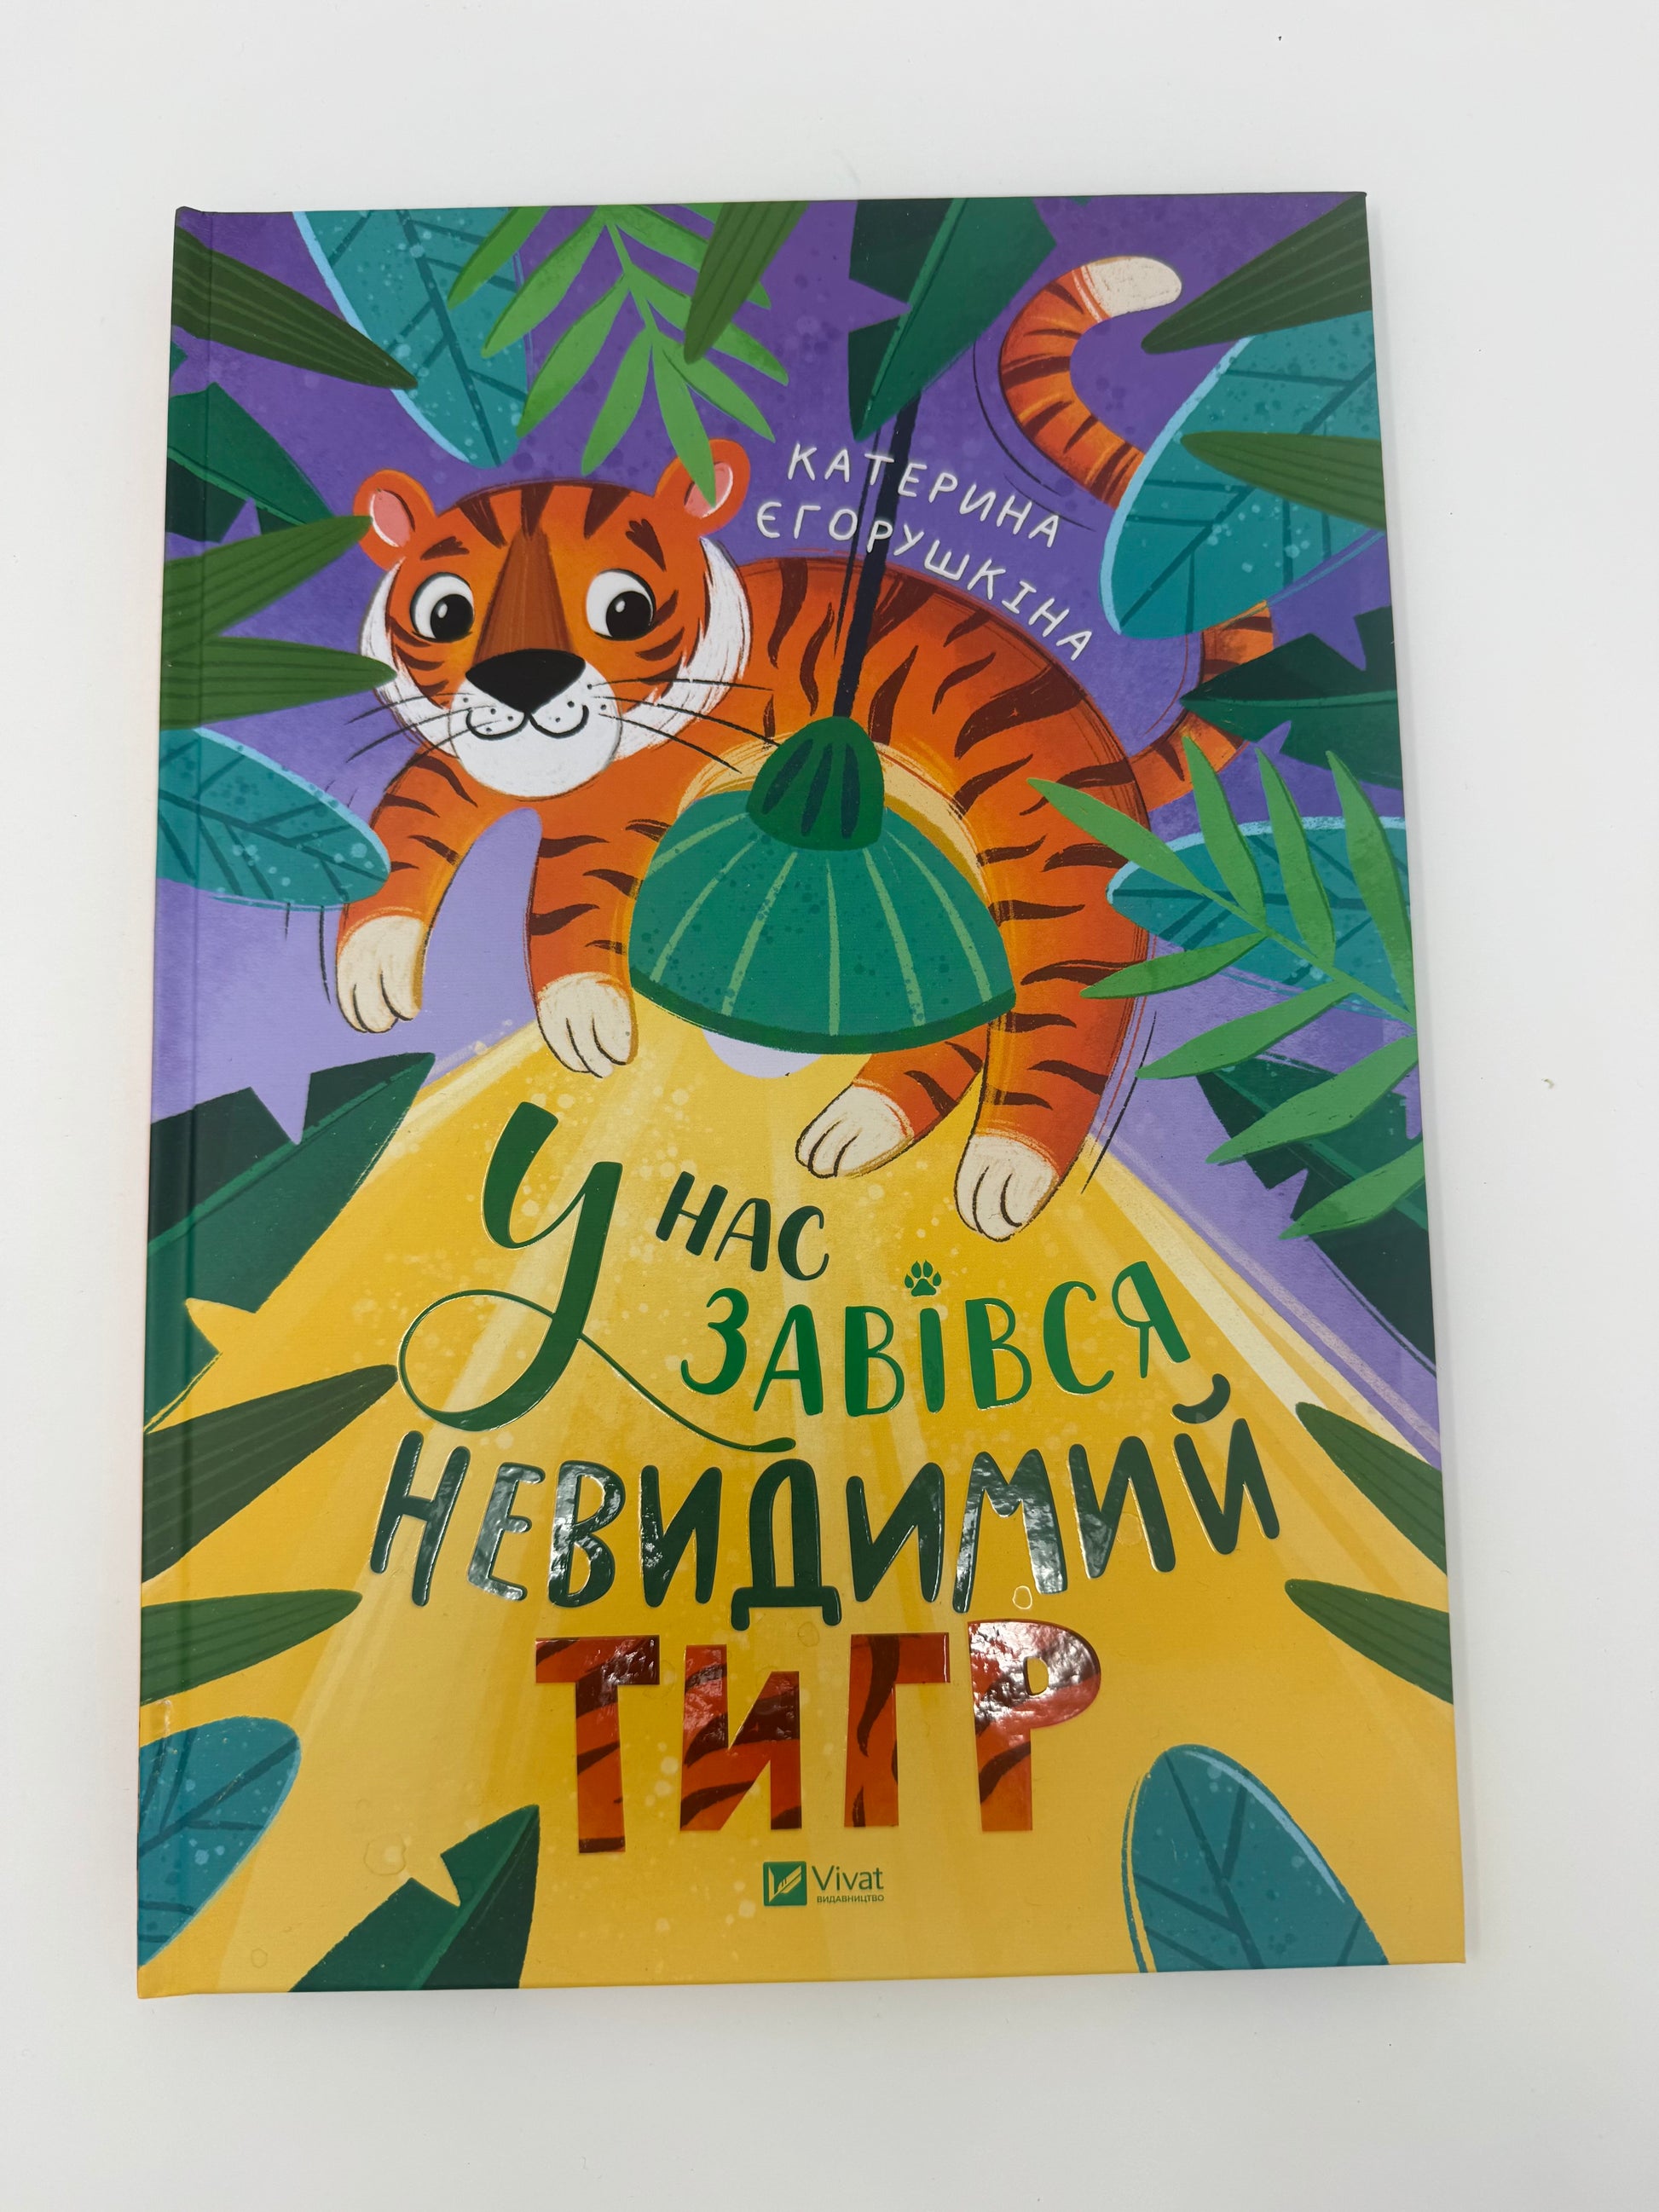 КАТЕРИНА
ЄГОРУШКІНА
У НАС
ЗАВІВСЯ
НЕВИДИМИЙ
ТИГР
Vivat
ВИДАВНИЦТВО